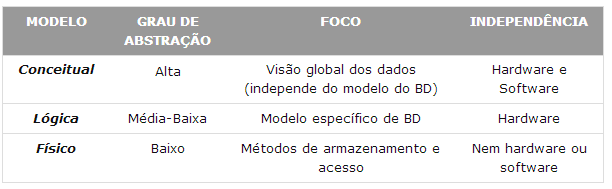 MODELO GRAU DE ABSTRAÇÃO FOCO INDEPENDÊNCIA
Conceitual Alta Visão global dos dados (independe do modelo do BD) Hardware e Software
Lógica Média-Baixa Modelo específico de BD Hardware
Físico Baixo Métodos de armazenamento e acesso Nem hardware ou software